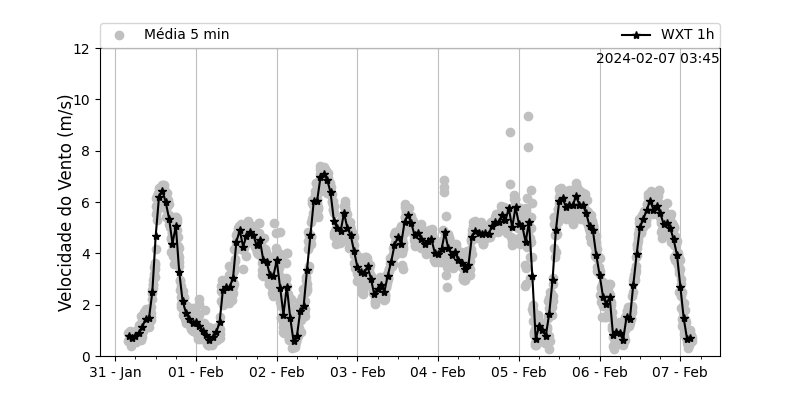 Média 5 min
WXT 1h
2024-02-07 03:45
Velocidade do Vento (m/s)
12
10
8
6
4
2
0
31 - Jan
01 - Feb
02 - Feb
03 - Feb
04 - Feb
05 - Feb
06 - Feb
07 - Feb